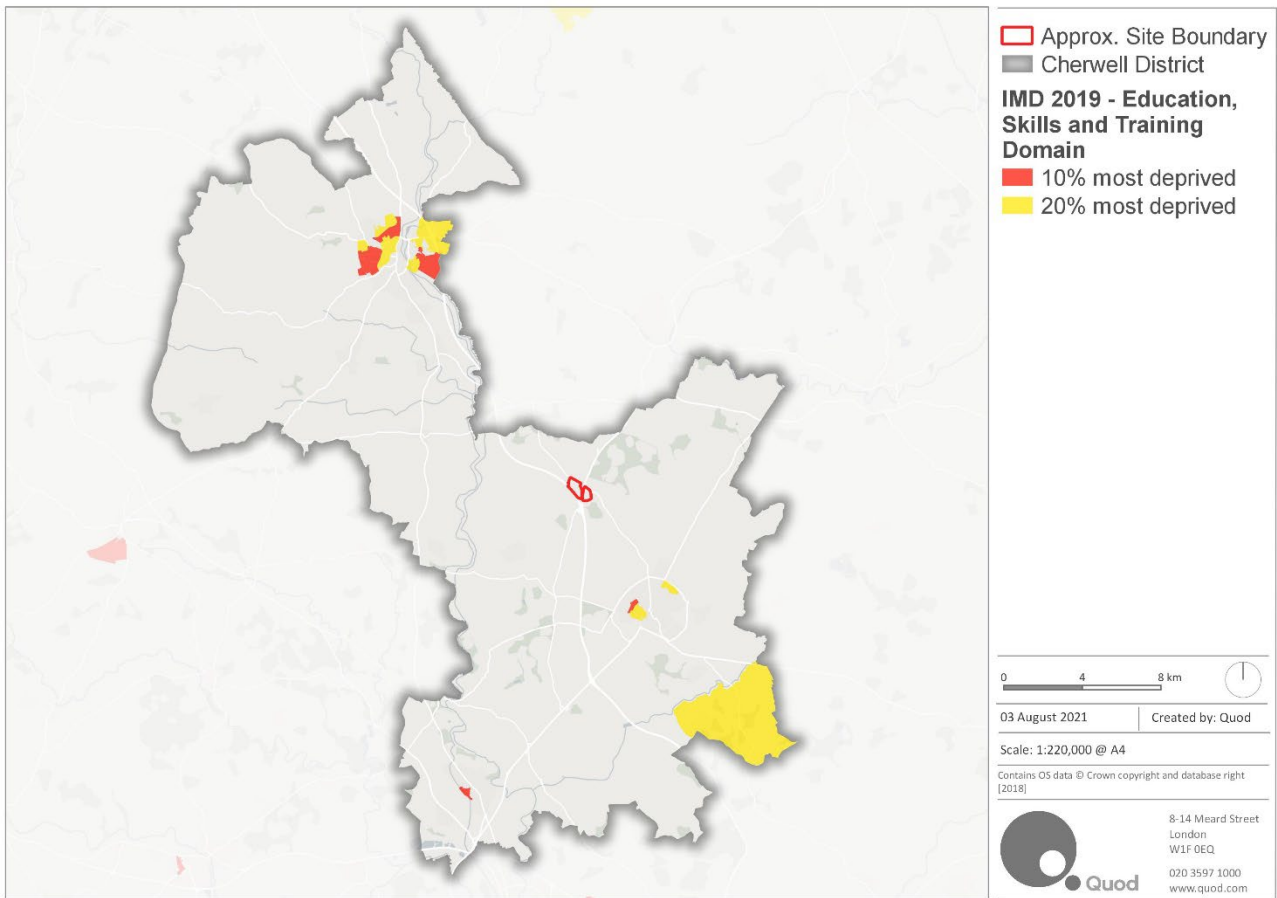 Approx. Site Boundary
Cherwell District
IMD 2019 - Education,
Skills and Training
Domain
10% most deprived
20% most deprived
0 4 8 km
03 August 2021 Created by: Quod
Scale: 1:220,000 @ A4
Contains OS data © Crown copyright and database right
[2018]
8-14 Meard Street
London
W1F 0EQ
020 3597 1000
www.quod.com
Quod